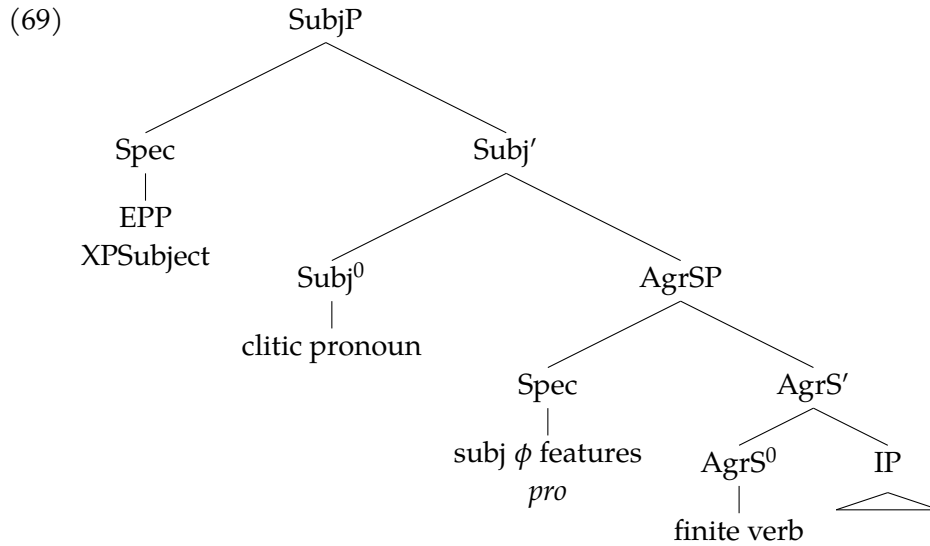 (69)
SubjP
Spec
Subj′
EPP
XPSubject
Subj⁰
AgrSP
clitic pronoun
Spec
AgrS′
subj ϕ features
pro
AgrS⁰
IP
finite verb